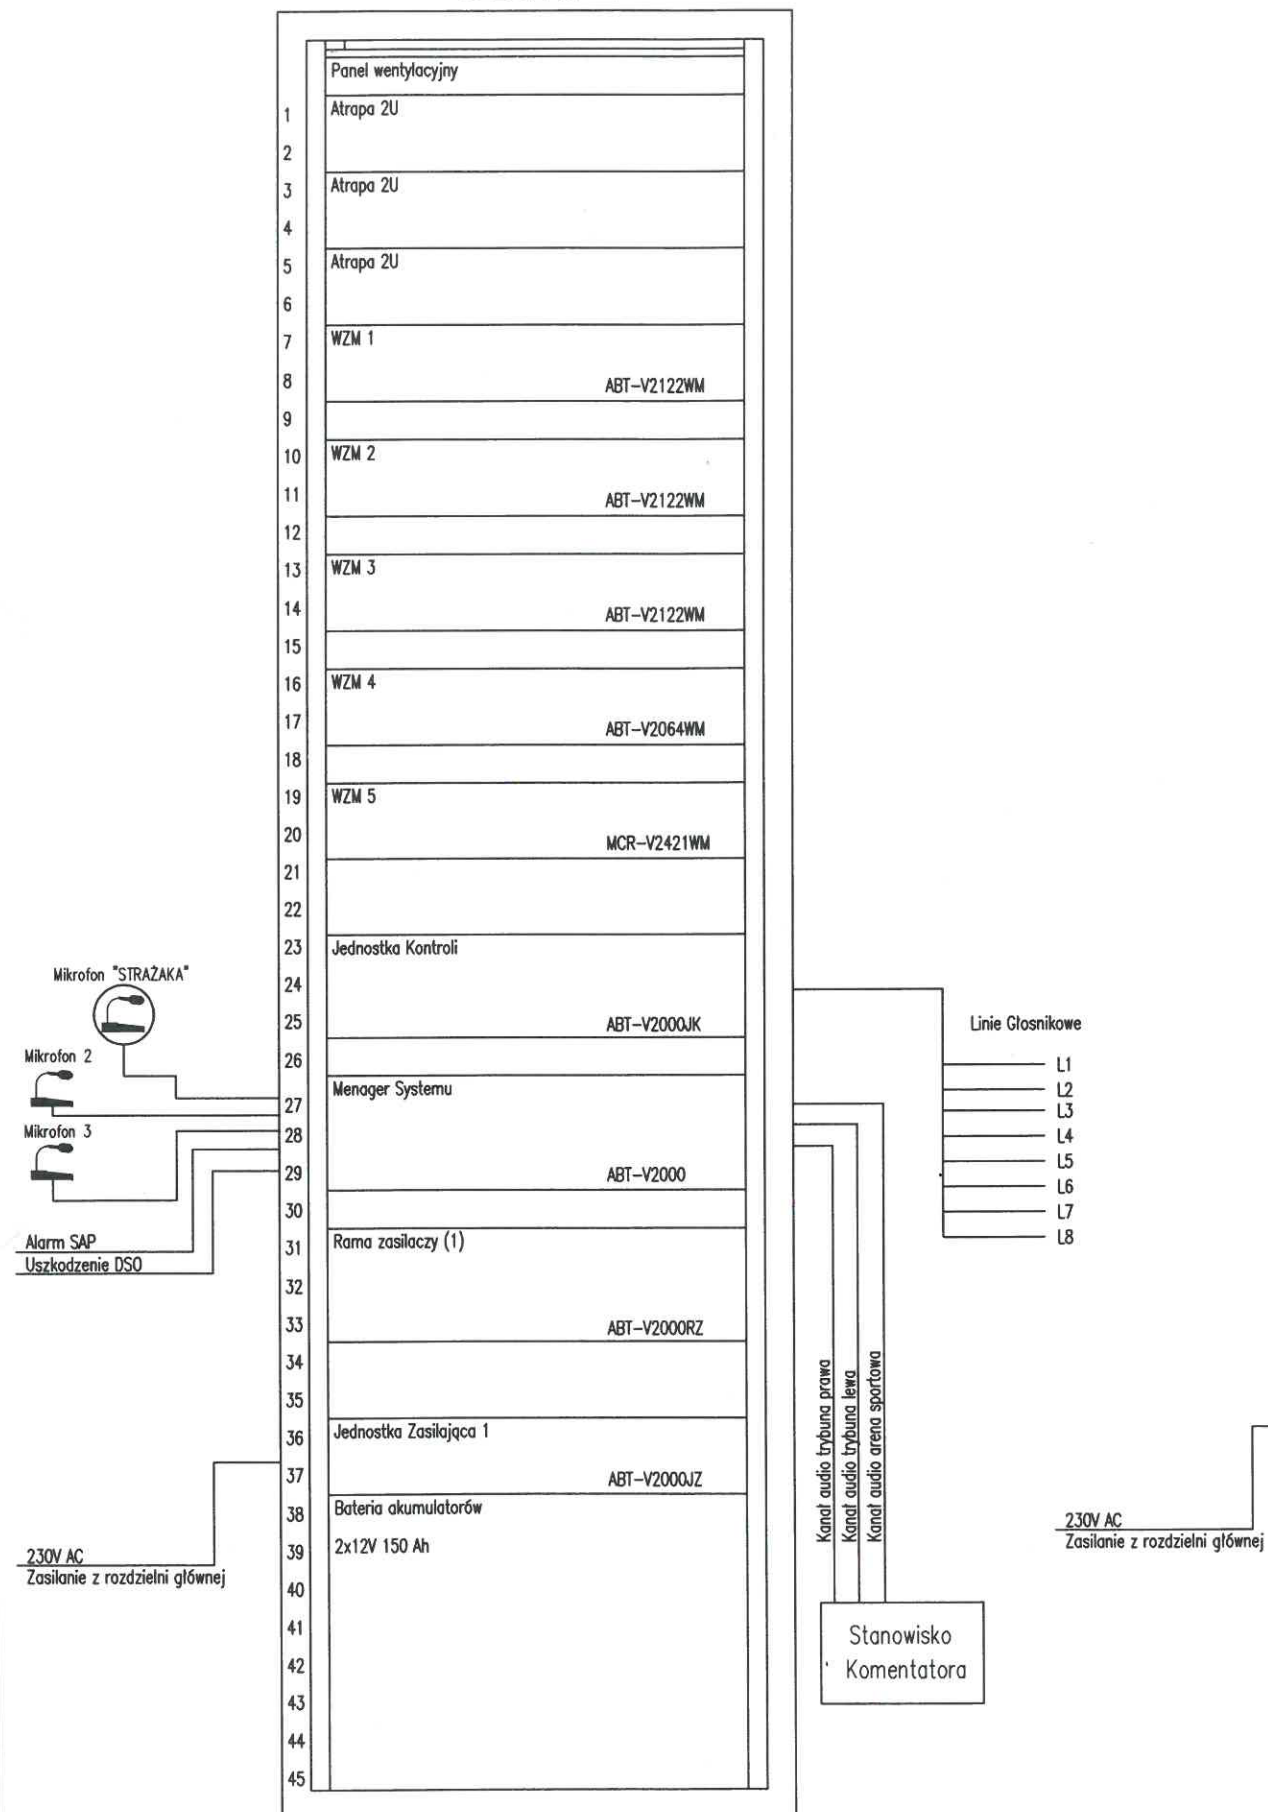 Panel wentylacyjny
1
Atrapa 2U
2
3
Atrapa 2U
4
5
Atrapa 2U
6
7
WZM 1
8
ABT-V2122WM
9
10
WZM 2
11
ABT-V2122WM
12
13
WZM 3
14
ABT-V2122WM
15
16
WZM 4
17
ABT-V2064WM
18
19
WZM 5
20
MCR-V2421WM
21
22
23
Jednostka Kontroli
24
25
ABT-V2000JK
26
27
Menager Systemu
28
29
ABT-V2000
30
31
Rama zasilaczy (1)
32
33
ABT-V2000RZ
34
35
36
Jednostka Zasilająca 1
37
ABT-V2000JZ
38
Bateria akumulatorów
39
2x12V 150 Ah
40
41
42
43
44
45
Mikrofon "STRAŻAKA"
Mikrofon 2
Mikrofon 3
Alarm SAP
Uszkodzenie DSO
230V AC
Zasilanie z rozdzielni głównej
Linie Głosnikowe
L1
L2
L3
L4
L5
L6
L7
L8
Kanał audio trybuna prawa
Kanał audio trybuna lewa
Kanał audio arena sportowa
Stanowisko
Komentatora
230V AC
Zasilanie z rozdzielni głównej